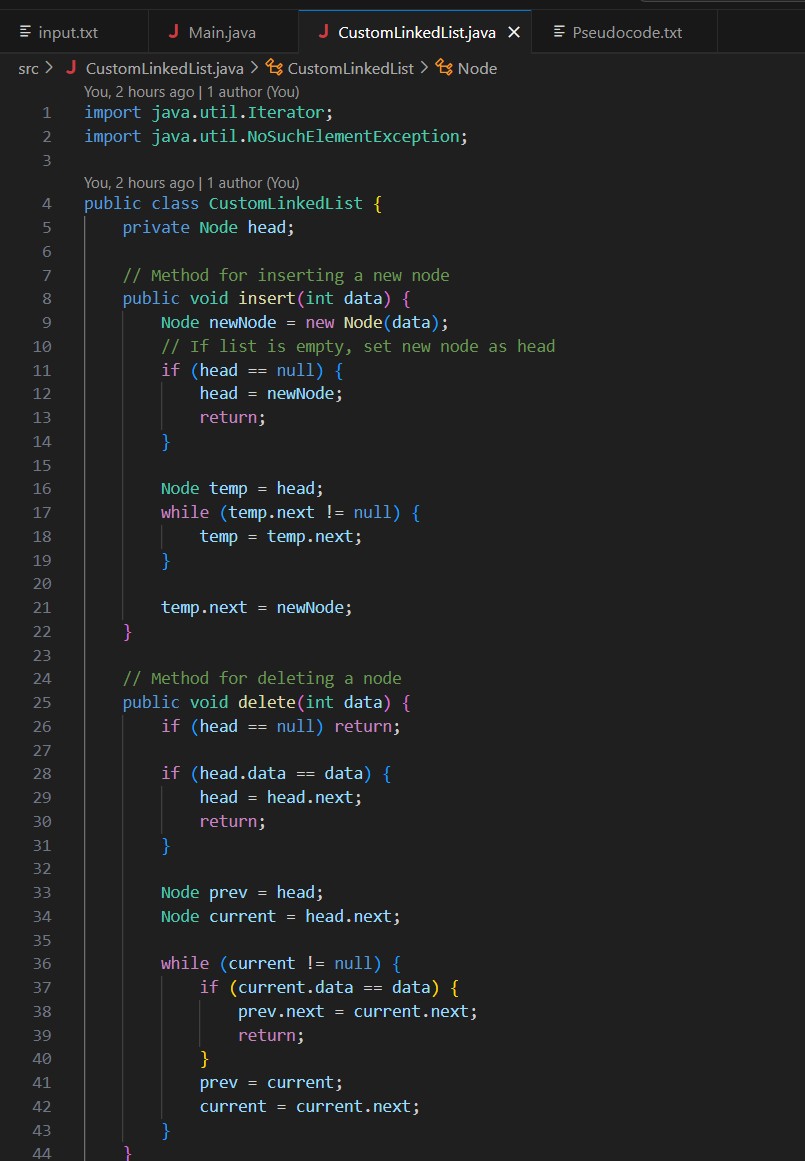 input.txt Main.java CustomLinkedList.java Pseudocode.txt
src > CustomLinkedList.java > CustomLinkedList > Node
You, 2 hours ago | 1 author (You)
1 import java.util.Iterator;
2 import java.util.NoSuchElementException;
3
You, 2 hours ago | 1 author (You)
4 public class CustomLinkedList {
5     private Node head;
6
7     // Method for inserting a new node
8     public void insert(int data) {
9         Node newNode = new Node(data);
10         // If list is empty, set new node as head
11         if (head == null) {
12             head = newNode;
13             return;
14         }
15
16         Node temp = head;
17         while (temp.next != null) {
18             temp = temp.next;
19         }
20
21         temp.next = newNode;
22     }
23
24     // Method for deleting a node
25     public void delete(int data) {
26         if (head == null) return;
27
28         if (head.data == data) {
29             head = head.next;
30             return;
31         }
32
33         Node prev = head;
34         Node current = head.next;
35
36         while (current != null) {
37             if (current.data == data) {
38                 prev.next = current.next;
39                 return;
40             }
41             prev = current;
42             current = current.next;
43         }
44     }